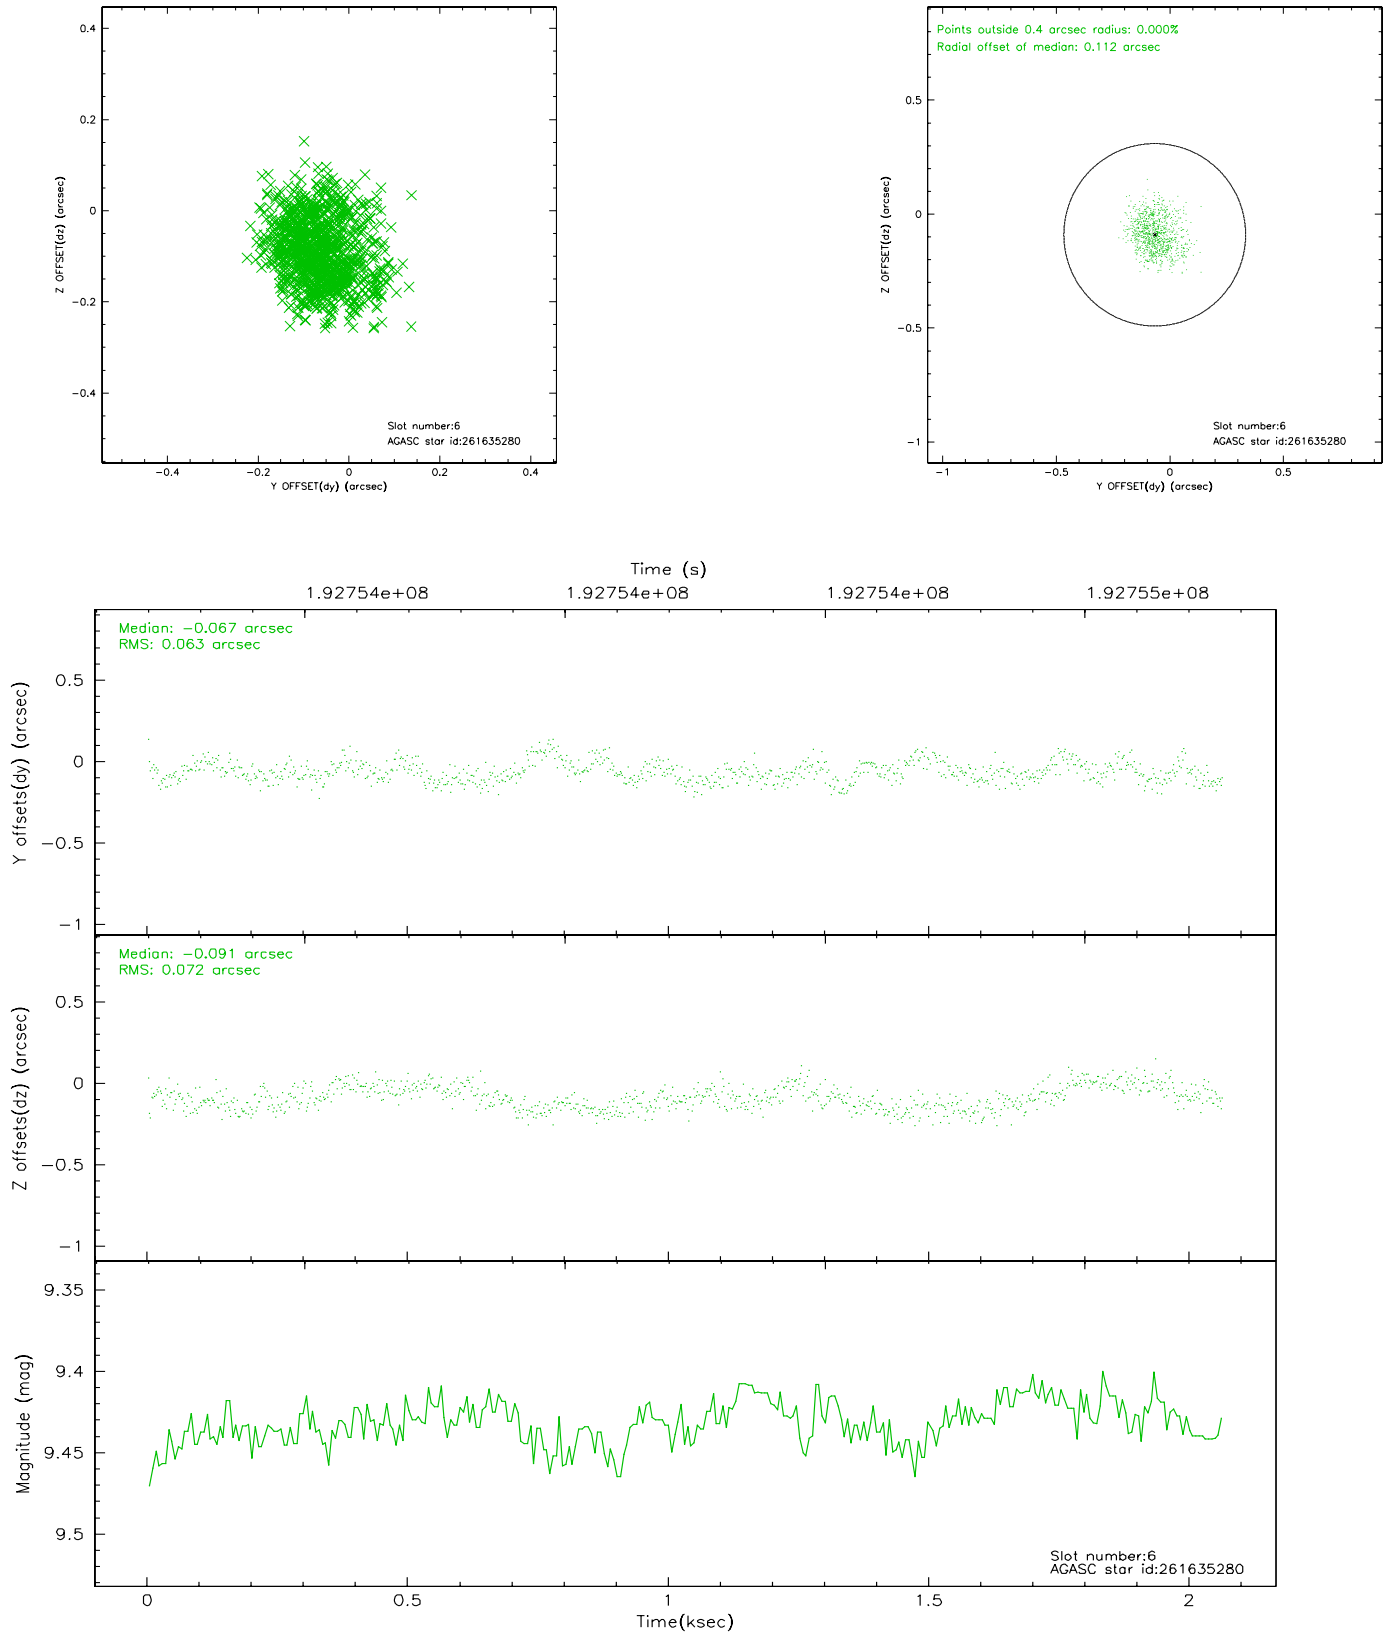 0.4
0.2
0
−0.2
−0.4
Z OFFSET(dz) (arcsec)
Slot number:6
AGASC star id:261635280
−0.4 −0.2 0 0.2 0.4
Y OFFSET(dy) (arcsec)
Points outside 0.4 arcsec radius: 0.000%
Radial offset of median: 0.112 arcsec
0.5
0
−0.5
−1
Z OFFSET(dz) (arcsec)
Slot number:6
AGASC star id:261635280
−1 −0.5 0 0.5
Y OFFSET(dy) (arcsec)
Time (s)
1.92754e+08 1.92754e+08 1.92754e+08 1.92755e+08
Median: −0.067 arcsec
RMS: 0.063 arcsec
0.5
0
−0.5
−1
Y offsets(dy) (arcsec)
Median: −0.091 arcsec
RMS: 0.072 arcsec
0.5
0
−0.5
−1
Z offsets(dz) (arcsec)
9.35
9.4
9.45
9.5
Magnitude (mag)
Slot number:6
AGASC star id:261635280
0 0.5 1 1.5 2
Time(ksec)